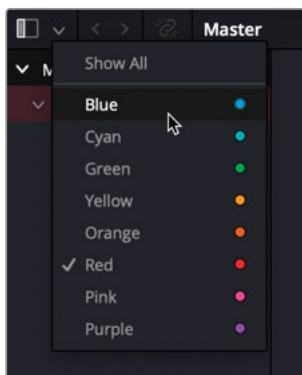 Master
M
Show All
Blue
Cyan
Green
Yellow
Orange
Red
Pink
Purple